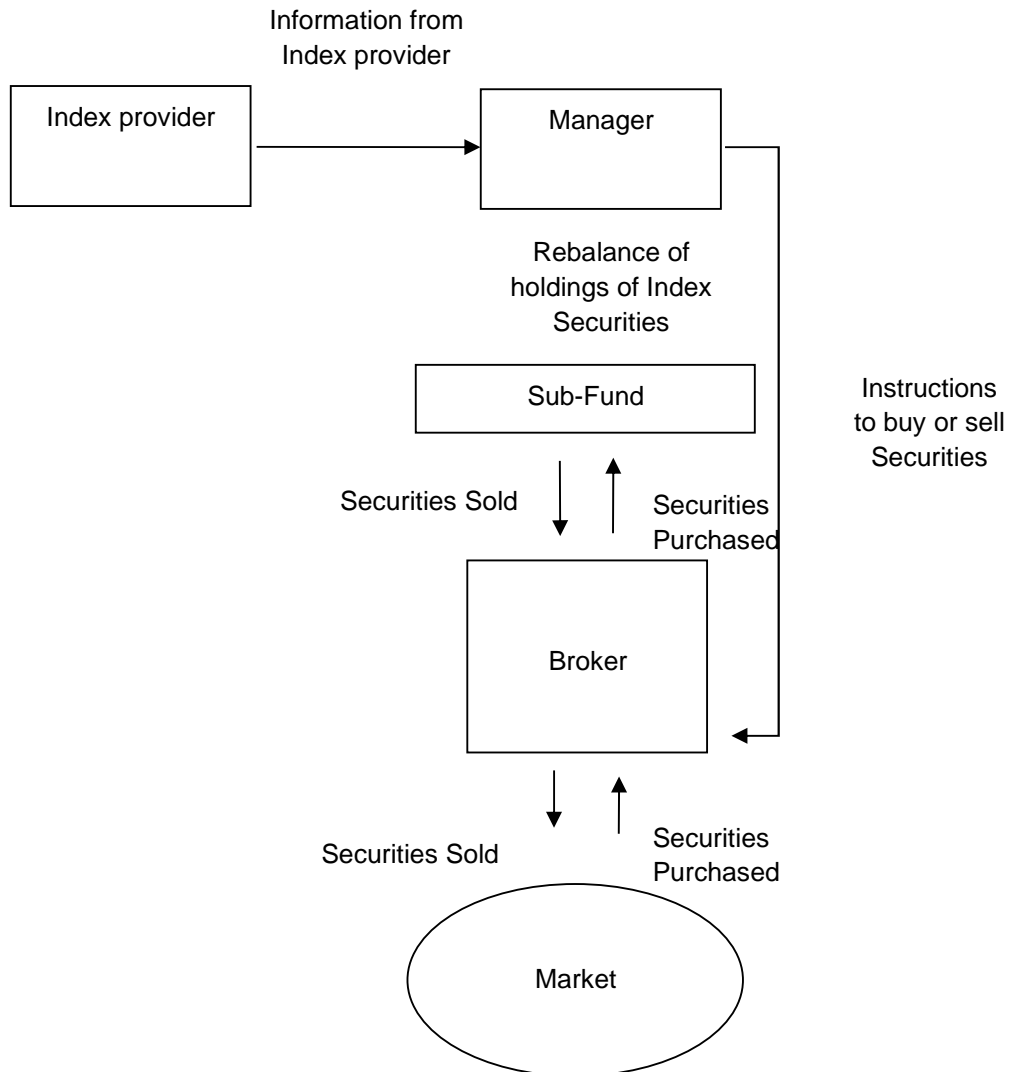 Information from
Index provider
Index provider
Manager
Rebalance of
holdings of Index
Securities
Sub-Fund
Instructions
to buy or sell
Securities
Securities Sold
Securities
Purchased
Broker
Securities Sold
Securities
Purchased
Market